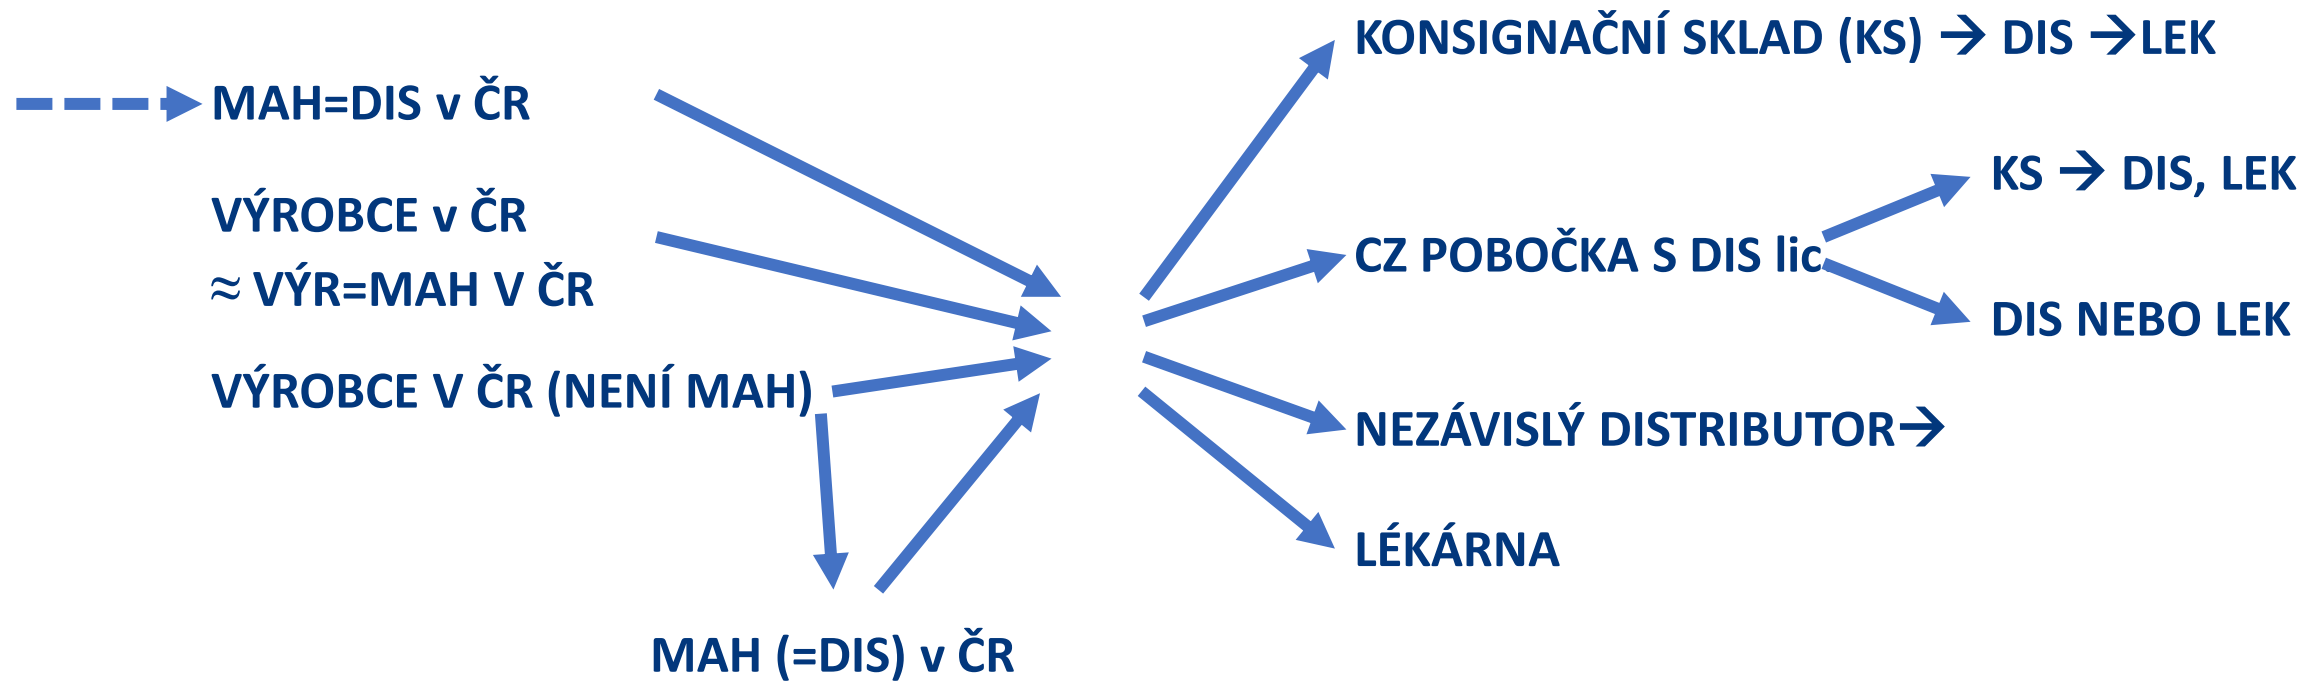 MAH=DIS v ČR
VÝROBCE v ČR
≈ VÝR=MAH V ČR
VÝROBCE V ČR (NENÍ MAH)
MAH (=DIS) v ČR
KONSIGNAČNÍ SKLAD (KS) → DIS →LEK
CZ POBOČKA S DIS lic
KS → DIS, LEK
DIS NEBO LEK
NEZÁVISLÝ DISTRIBUTOR→
LÉKÁRNA